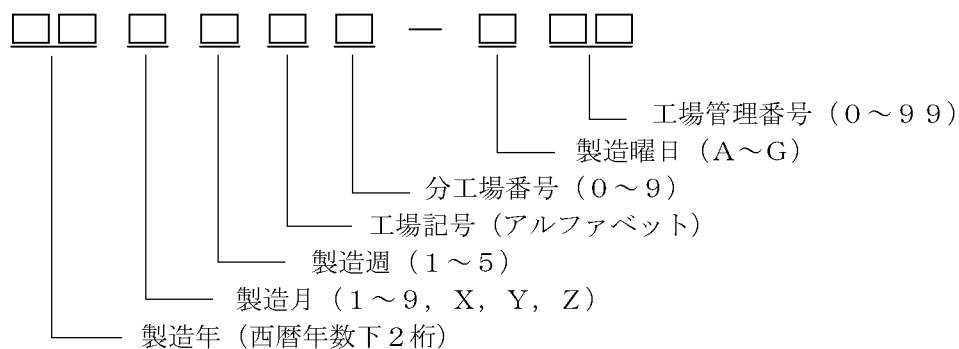 □□ □ □ □ □ － □ □□
工場管理番号（０～９９）
製造曜日（Ａ～Ｇ）
分工場番号（０～９）
工場記号（アルファベット）
製造週（１～５）
製造月（１～９，Ｘ，Ｙ，Ｚ）
製造年（西暦年数下２桁）